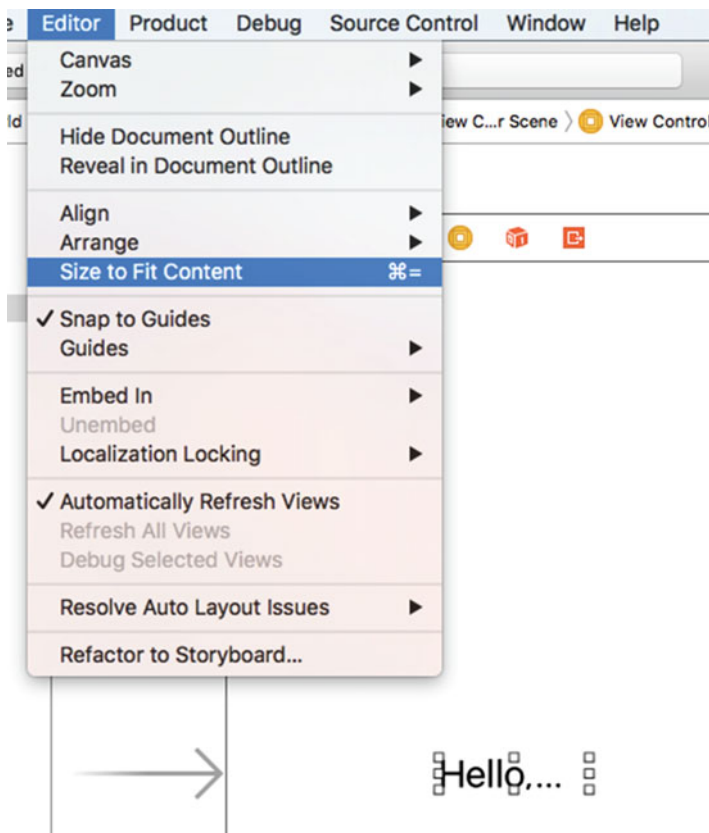 Editor Product Debug Source Control Window Help
ed
Canvas
Zoom
ld
iew C...r Scene 〉 View Control
Hide Document Outline
Reveal in Document Outline
Align
Arrange
Size to Fit Content ⌘=
✓ Snap to Guides
Guides
Embed In
Unembed
Localization Locking
✓ Automatically Refresh Views
Refresh All Views
Debug Selected Views
Resolve Auto Layout Issues
Refactor to Storyboard...
Hello,...